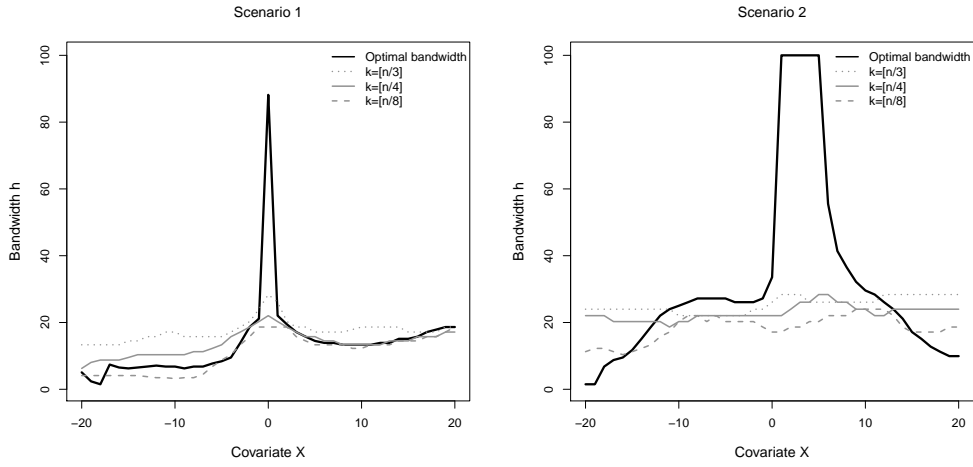 Scenario 1
100
80
60
40
20
0
Bandwidth h
Optimal bandwidth
k=[n/3]
k=[n/4]
k=[n/8]
−20
−10
0
10
20
Covariate X
Scenario 2
100
80
60
40
20
0
Bandwidth h
Optimal bandwidth
k=[n/3]
k=[n/4]
k=[n/8]
−20
−10
0
10
20
Covariate X